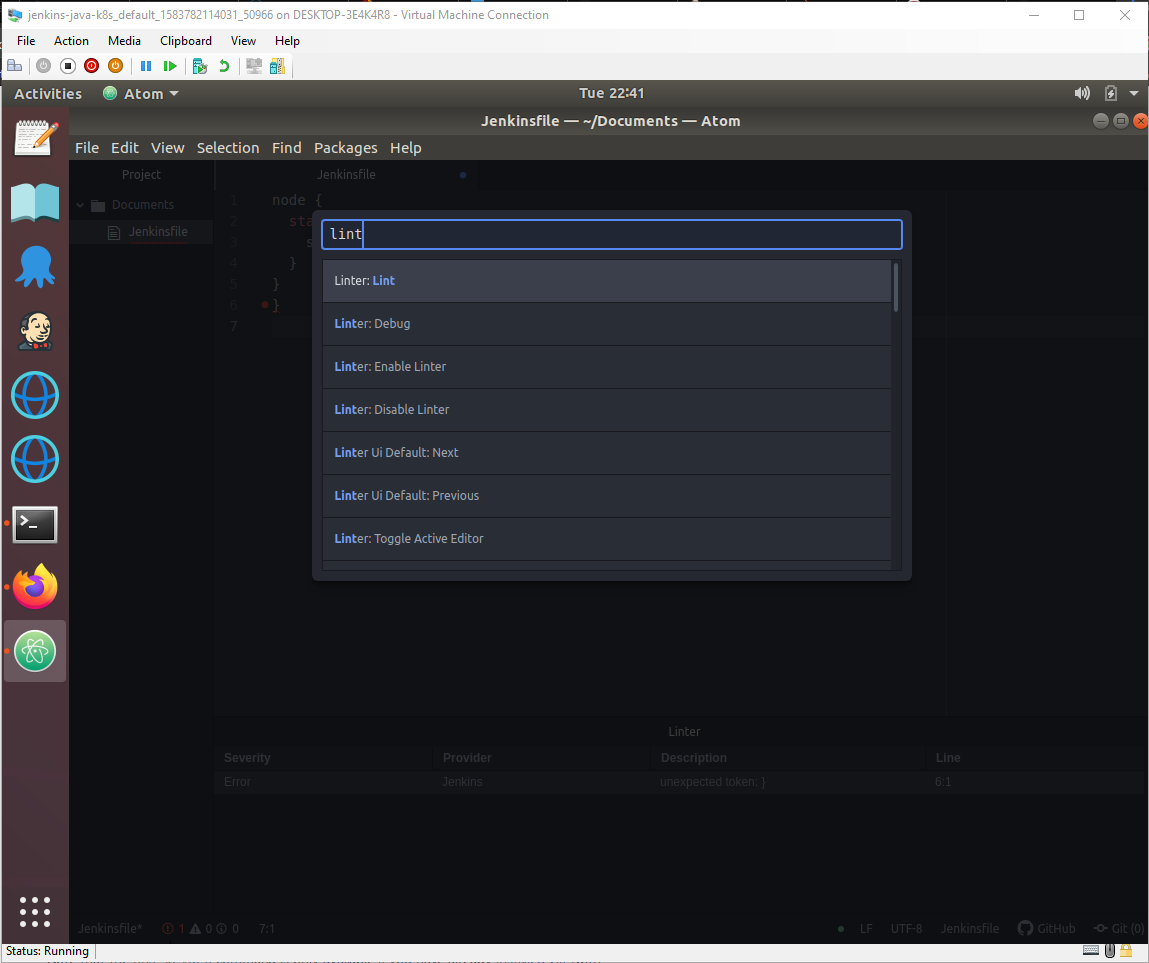 jenkins-java-k8s_default_1583782114031_50966 on DESKTOP-3E4K4R8 - Virtual Machine Connection
File Action Media Clipboard View Help
Activities Atom Tue 22:41
Jenkinsfile — ~/Documents — Atom
File Edit View Selection Find Packages Help
Project Jenkinsfile
1 node {
Documents
2 sta
Jenkinsfile
3 s
4 }
5 }
6 }
7
lint
Linter: Lint
Linter: Debug
Linter: Enable Linter
Linter: Disable Linter
Linter Ui Default: Next
Linter Ui Default: Previous
Linter: Toggle Active Editor
Linter
Severity Provider Description Line
Error Jenkins unexpected token: } 6:1
Jenkinsfile* 1 0 0 7:1 LF UTF-8 Jenkinsfile GitHub Git (0)
Status: Running